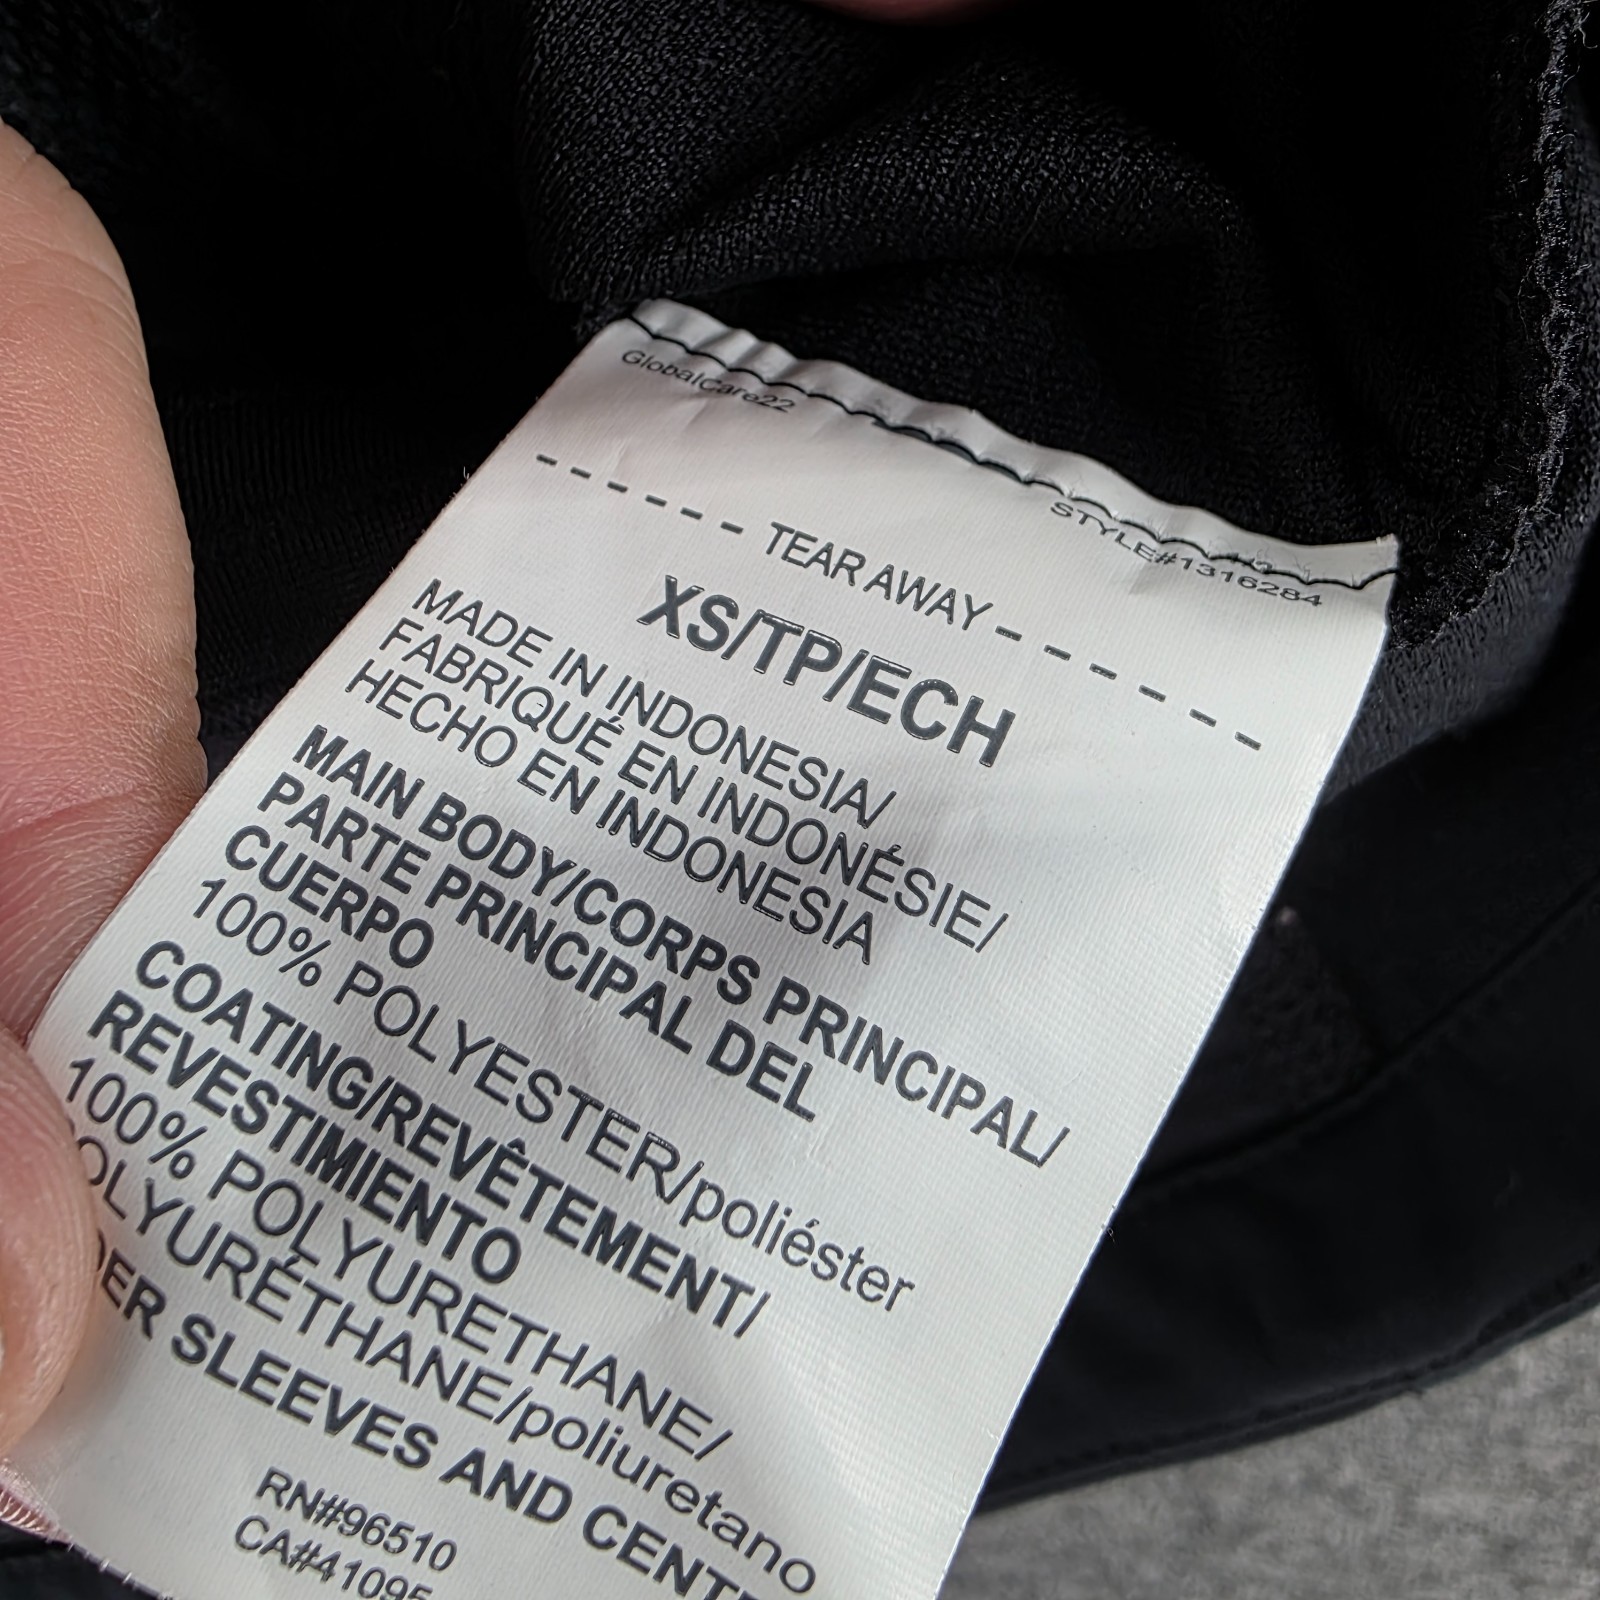 GlobalCare22
STYLE#1316284
TEAR AWAY
XS/TP/ECH
MADE IN INDONESIA/
FABRIQUÉ EN INDONÉSIE/
HECHO EN INDONESIA
MAIN BODY/CORPS PRINCIPAL/
PARTE PRINCIPAL DEL
CUERPO
100% POLYESTER/poliéster
COATING/REVÊTEMENT/
REVESTIMIENTO
100% POLYURETHANE/
POLYURÉTHANE/poliuretano
SLEEVES AND
RN#96510
CA#41095